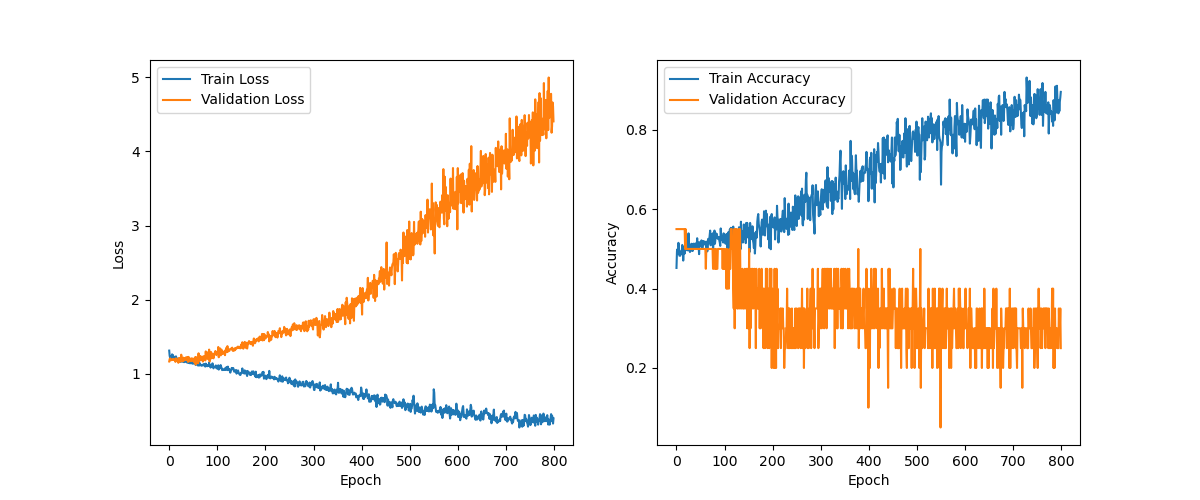 Train Loss
Validation Loss
5
4
3
2
1
Loss
0 100 200 300 400 500 600 700 800
Epoch
Train Accuracy
Validation Accuracy
0.8
0.6
0.4
0.2
Accuracy
0 100 200 300 400 500 600 700 800
Epoch